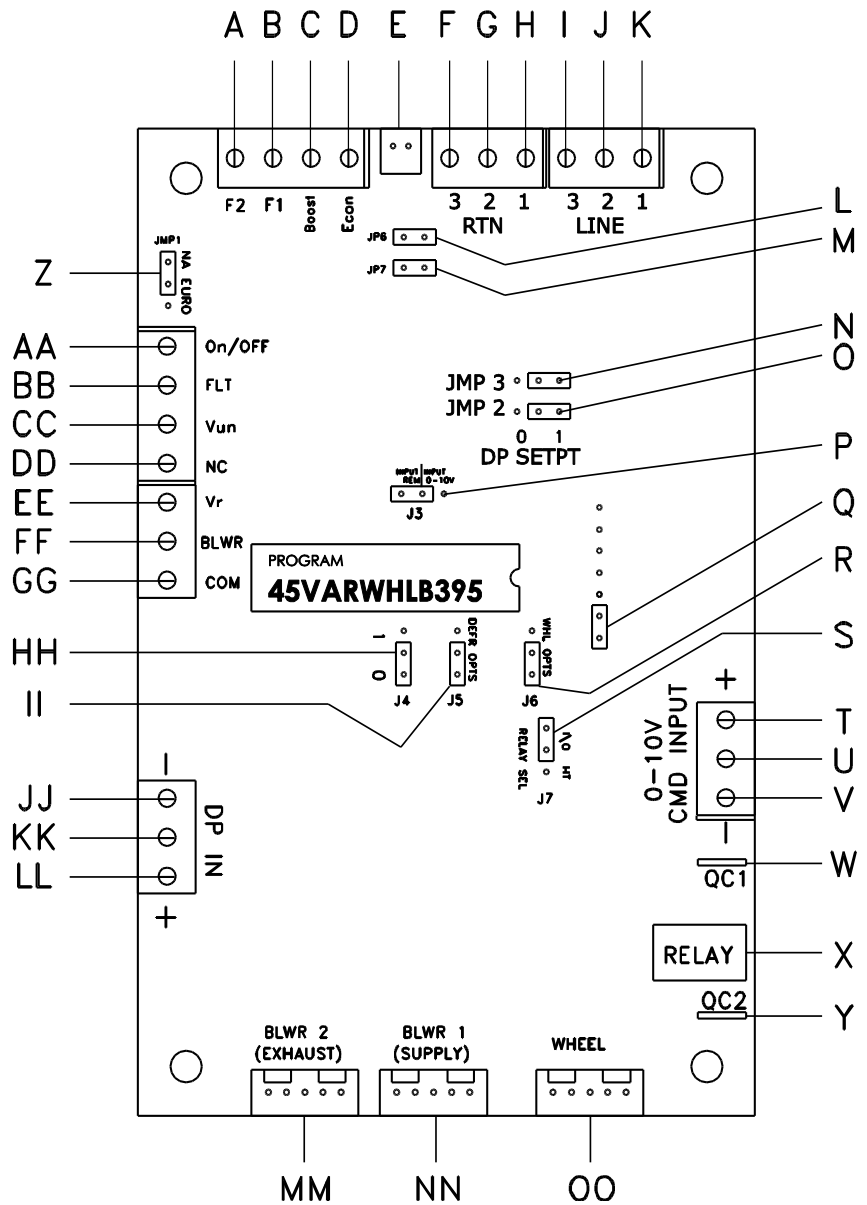 A B C D E F G H I J K
F2 F1 Boost Econ
3 2 1 3 2 1
RTN LINE
L
M
JP6
JP7
JMP1
NA EURO
Z
N
O
JMP 3
JMP 2
0 1
DP SETPT
AA On/OFF
BB FLT
CC Vun
DD NC
EE Vr
FF BLWR
GG COM
INPUT INPUT
REM 0-10V
J3
P
Q
R
S
PROGRAM
45VARWHLB395
HH
II
1 0
J4
DEFR OPTS
J5
WHL OPTS
J6
RELAY SEL
I/O HT
J7
+
0-10V
CMD INPUT
–
T
U
V
W
QC1
RELAY
X
QC2
Y
–
JJ
KK
LL
DP IN
+
BLWR 2
(EXHAUST)
BLWR 1
(SUPPLY)
WHEEL
MM NN OO